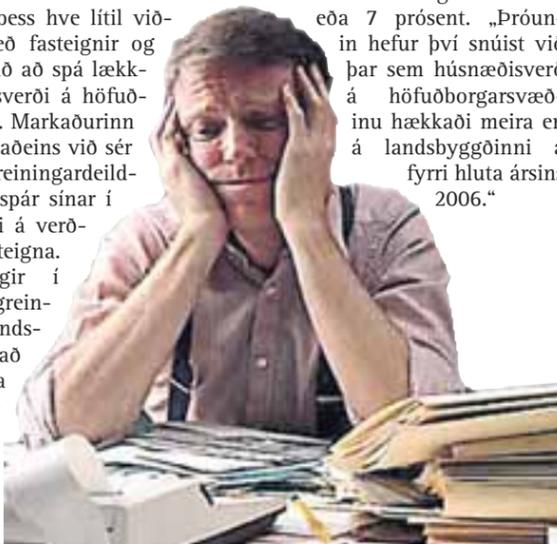 þess hve lítil við-
fasteignir og
að spá lækk-
sverði á höfuð-
Markaðurinn
aðeins við sér
reiningardeild-
spár sínar í
i á verð-
teigna.
gir í
grein-
nds-
að
a
eða 7 prósent. „Þróun-
in hefur því snúist við
þar sem húsnæðisverð
á höfuðborgarsvæð-
inu hækkaði meira en
á landsbyggðinni á
fyrri hluta ársins
2006.“